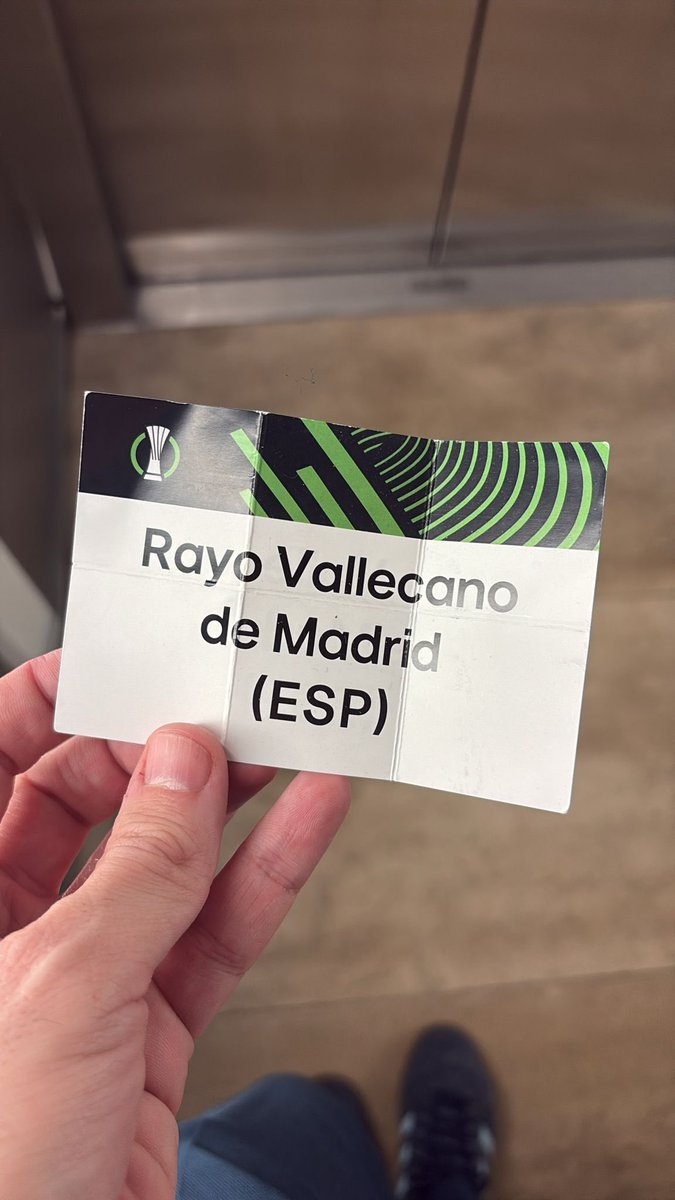 Rayo Vallecano
de Madrid
(ESP)